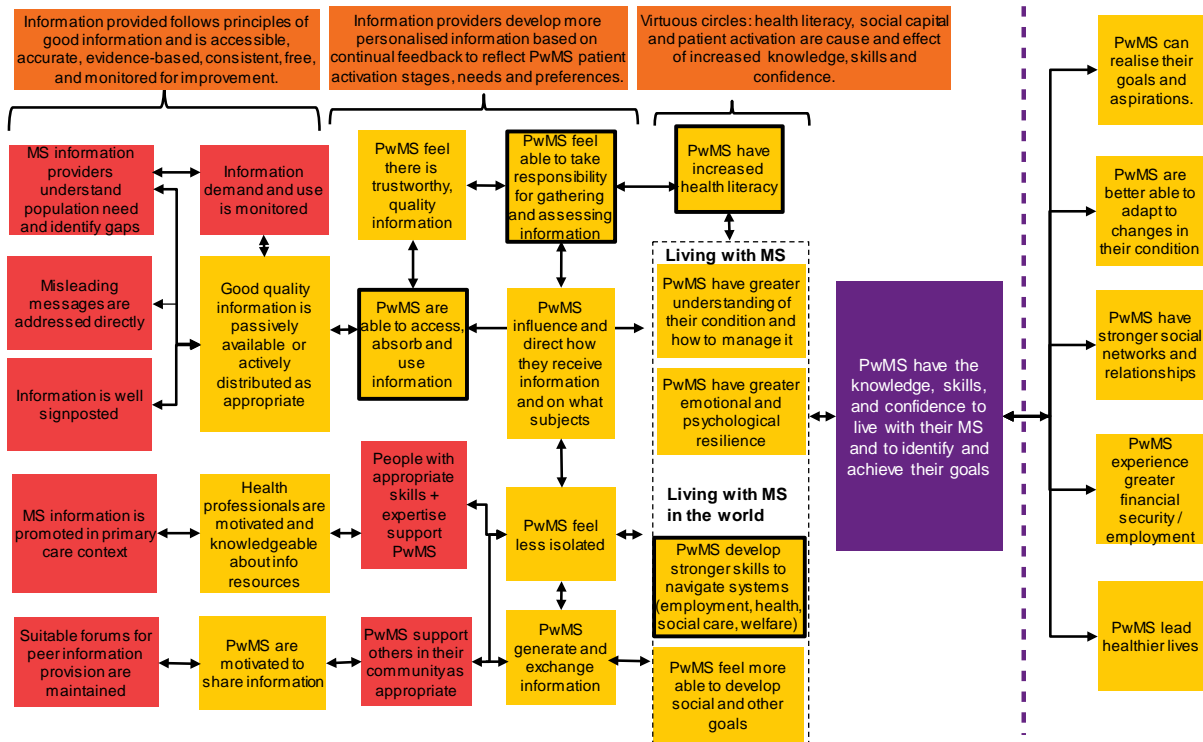 Information provided follows principles of
good information and is accessible,
accurate, evidence-based, consistent, free,
and monitored for improvement.
Information providers develop more
personalised information based on
continual feedback to reflect PwMS patient
activation stages, needs and preferences.
Virtuous circles: health literacy, social capital
and patient activation are cause and effect
of increased knowledge, skills and
confidence.
MS information
providers
understand
population need
and identify gaps
Information
demand and use
is monitored
PwMS feel
there is
trustworthy,
quality
information
PwMS feel
able to take
responsibility
for gathering
and assessing
information
PwMS have
increased
health literacy
Misleading
messages are
addressed directly
Information is well
signposted
Good quality
information is
passively
available or
actively
distributed as
appropriate
PwMS are
able to access,
absorb and
use
information
PwMS
influence and
direct how
they receive
information
and on what
subjects
Living with MS
PwMS have greater
understanding of
their condition and
how to manage it
PwMS have greater
emotional and
psychological
resilience
MS information is
promoted in primary
care context
Health
professionals are
motivated and
knowledgeable
about info
resources
People with
appropriate
skills +
expertise
support
PwMS
PwMS feel
less isolated
Living with MS
in the world
PwMS develop
stronger skills to
navigate systems
(employment, health,
social care, welfare)
Suitable forums for
peer information
provision are
maintained
PwMS are
motivated to
share information
PwMS support
others in their
community as
appropriate
PwMS
generate and
exchange
information
PwMS feel more
able to develop
social and other
goals
PwMS have the
knowledge, skills,
and confidence to
live with their MS
and to identify and
achieve their goals
PwMS can
realise their
goals and
aspirations.
PwMS are
better able to
adapt to
changes in
their condition
PwMS have
stronger social
networks and
relationships
PwMS
experience
greater
financial
security /
employment
PwMS lead
healthier lives